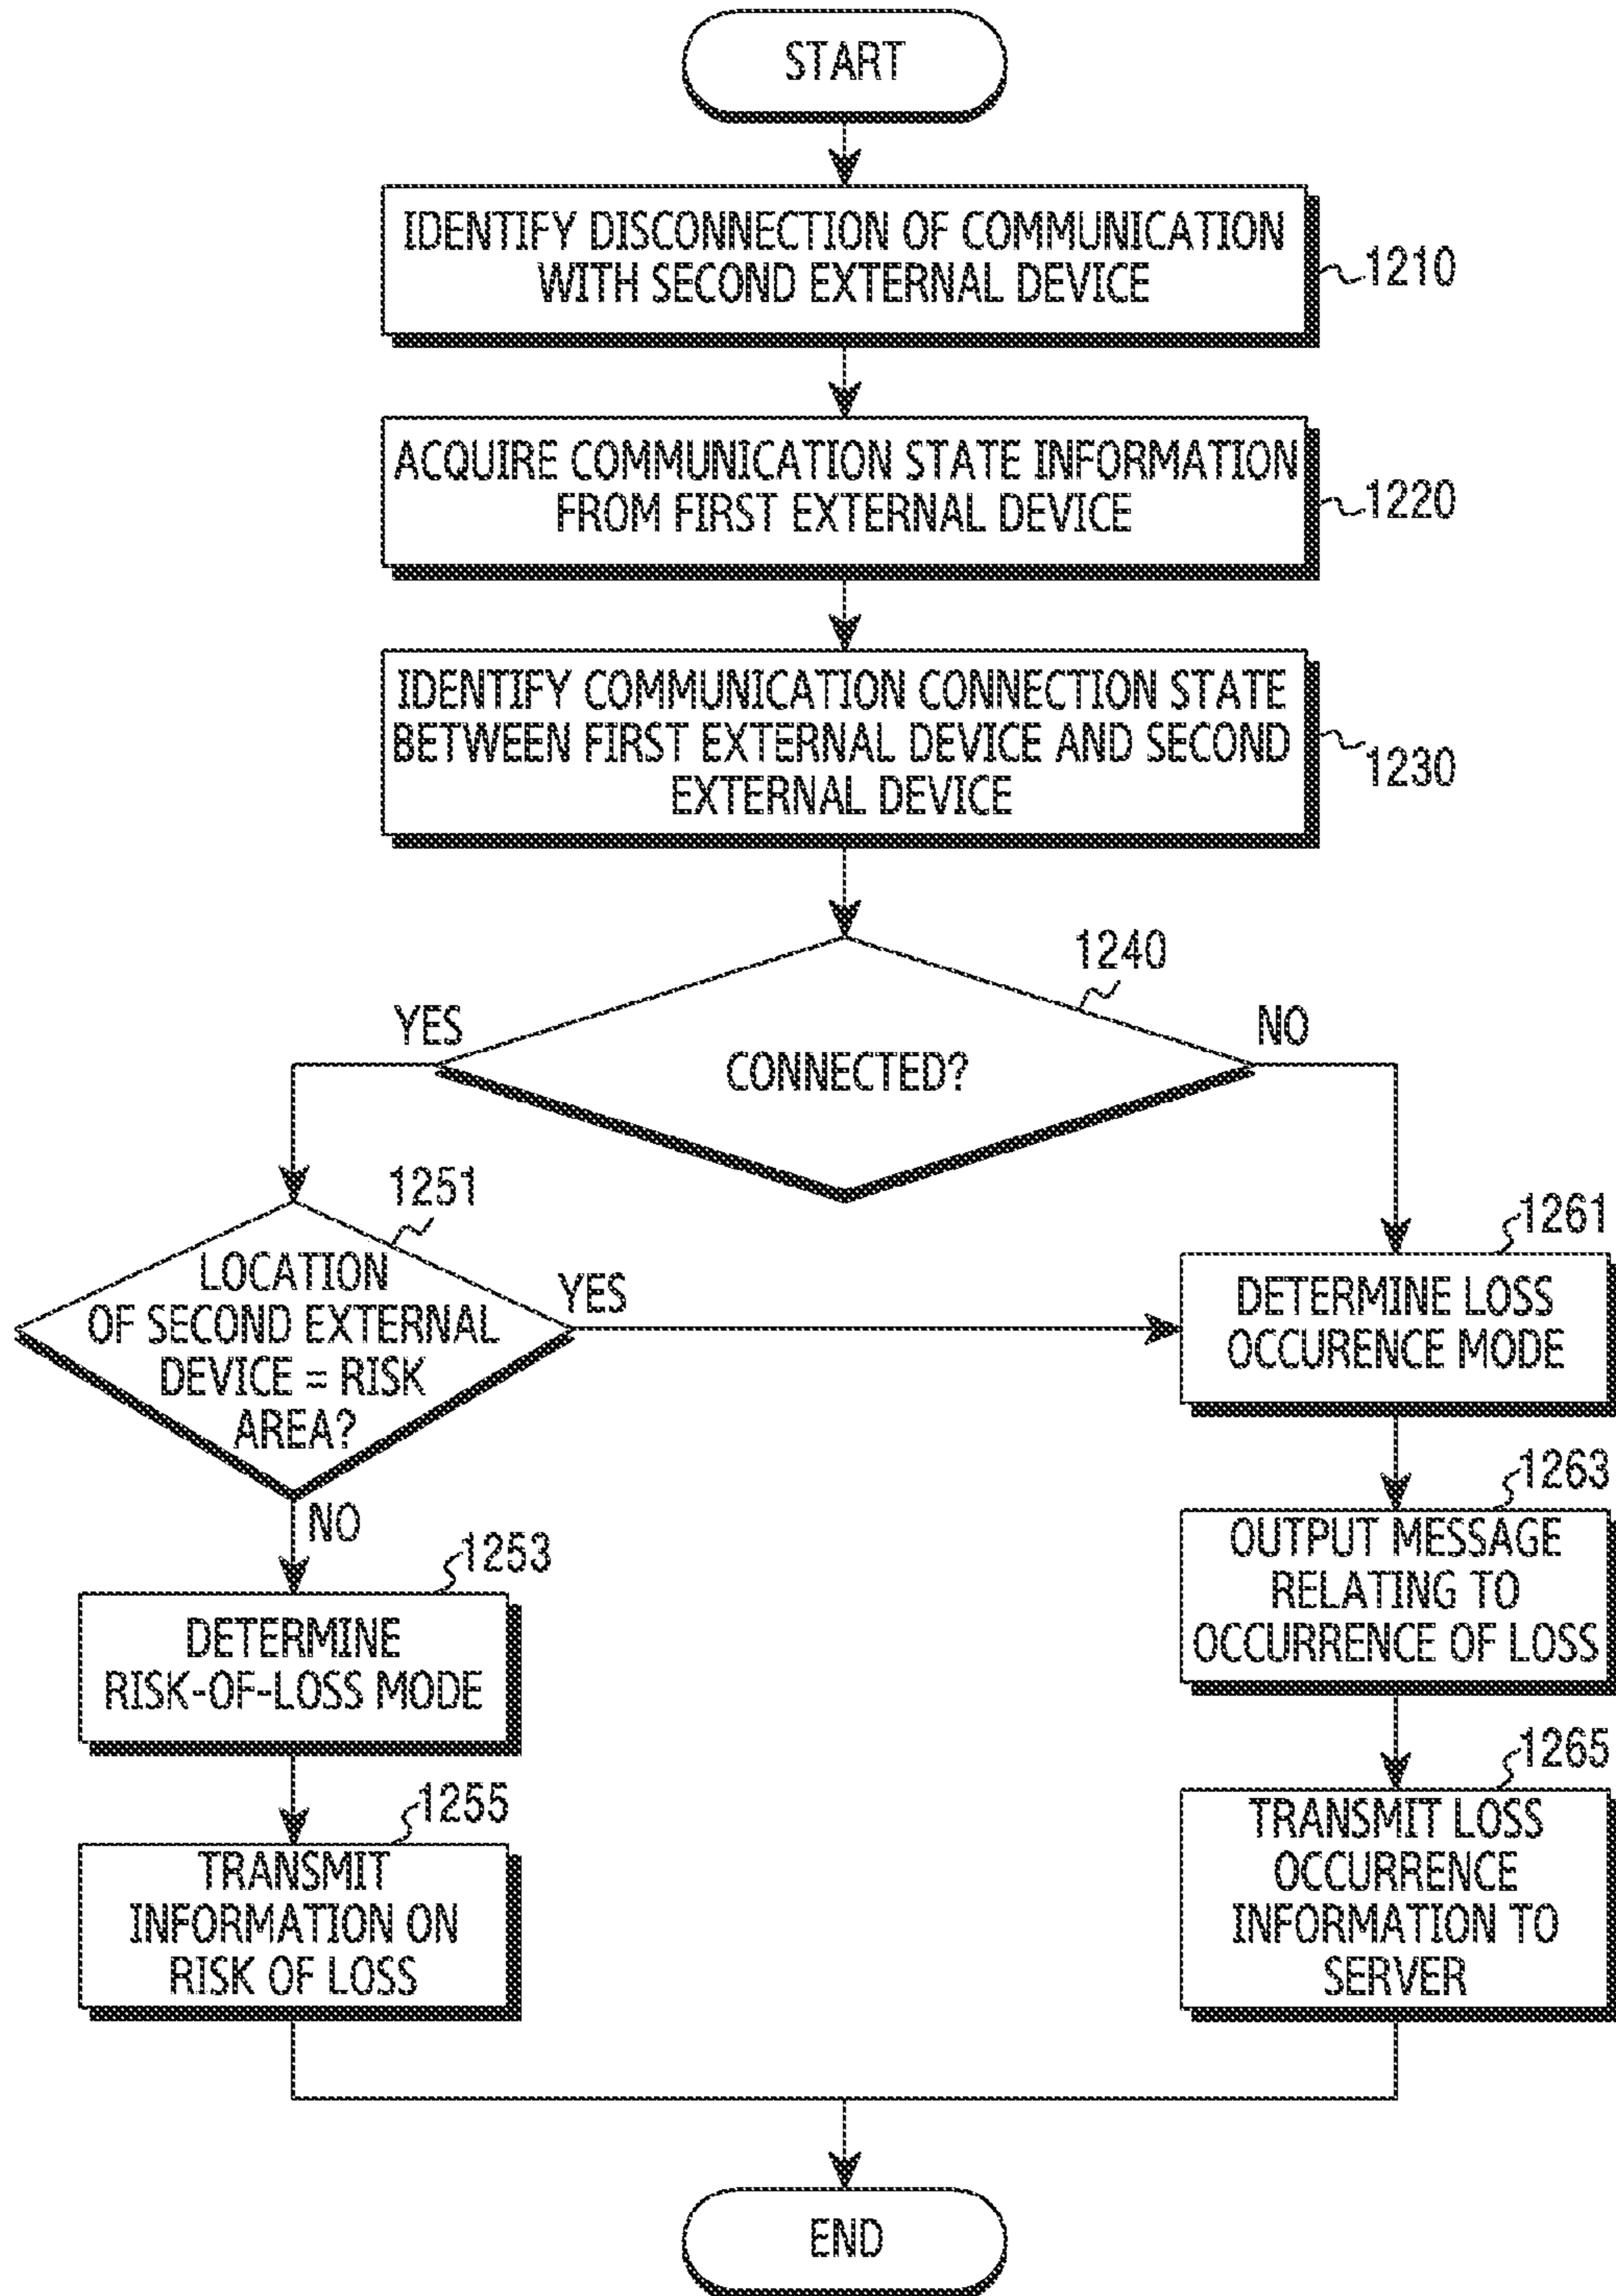 START
IDENTIFY DISCONNECTION OF COMMUNICATION
WITH SECOND EXTERNAL DEVICE
1210
ACQUIRE COMMUNICATION STATE INFORMATION
FROM FIRST EXTERNAL DEVICE
1220
IDENTIFY COMMUNICATION CONNECTION STATE
BETWEEN FIRST EXTERNAL DEVICE AND SECOND
EXTERNAL DEVICE
1230
1240
YES
NO
CONNECTED?
1251
LOCATION
OF SECOND EXTERNAL
DEVICE = RISK
AREA?
YES
NO
1261
DETERMINE LOSS
OCCURENCE MODE
1253
DETERMINE
RISK-OF-LOSS MODE
1263
OUTPUT MESSAGE
RELATING TO
OCCURRENCE OF LOSS
1255
TRANSMIT
INFORMATION ON
RISK OF LOSS
1265
TRANSMIT LOSS
OCCURRENCE
INFORMATION TO
SERVER
END